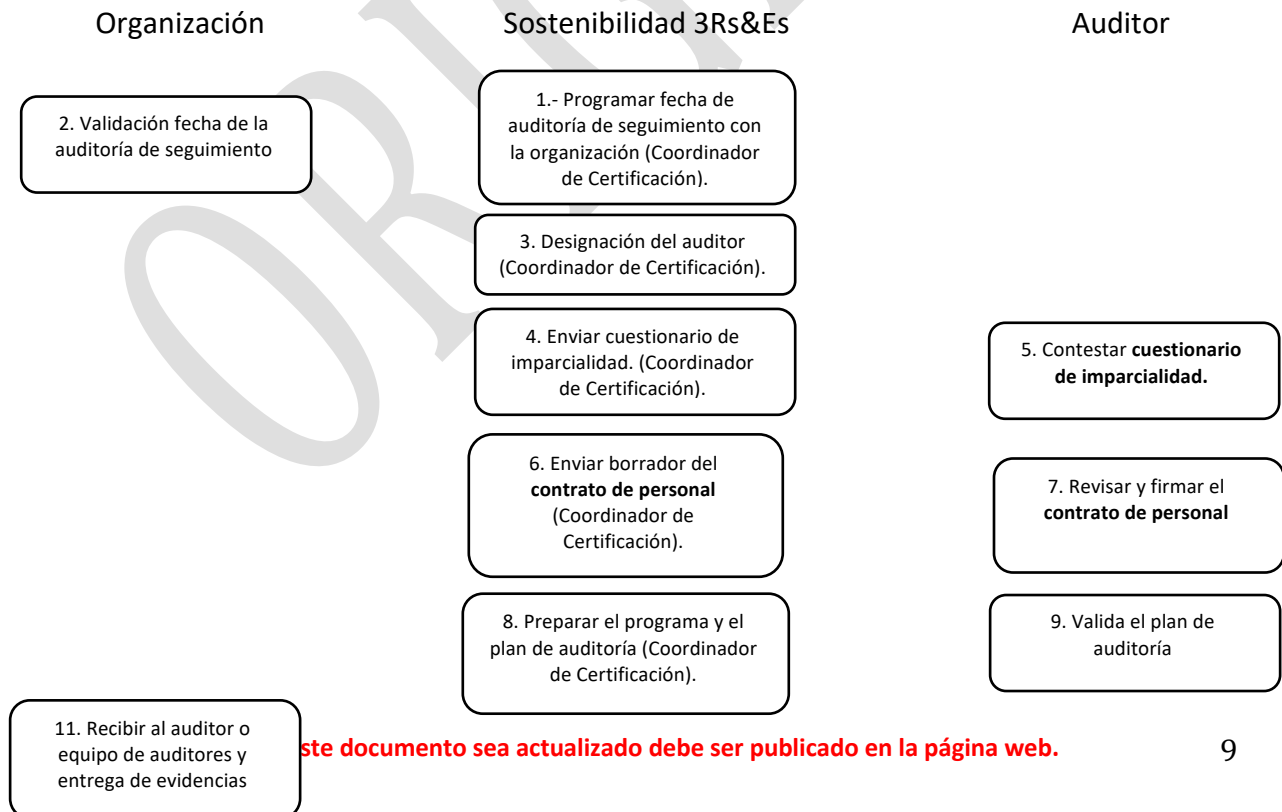 Organización
Sostenibilidad 3Rs&Es
Auditor
1.- Programar fecha de
auditoría de seguimiento con
la organización (Coordinador
de Certificación).
2. Validación fecha de la
auditoría de seguimiento
3. Designación del auditor
(Coordinador de Certificación).
4. Enviar cuestionario de
imparcialidad. (Coordinador
de Certificación).
5. Contestar cuestionario
de imparcialidad.
6. Enviar borrador del
contrato de personal
(Coordinador de
Certificación).
7. Revisar y firmar el
contrato de personal
8. Preparar el programa y el
plan de auditoría (Coordinador
de Certificación).
9. Valida el plan de
auditoría
11. Recibir al auditor o
equipo de auditores y
entrega de evidencias
documento sea actualizado debe ser publicado en la página web.
9